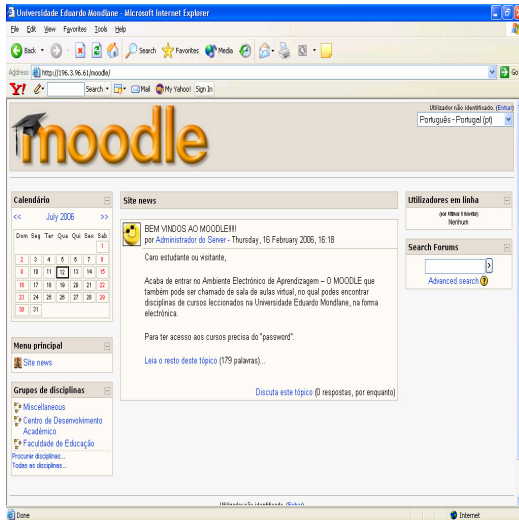 Universidade Eduardo Mondlane - Microsoft Internet Explorer
File Edit View Favorites Tools Help
Back Search Favorites Media
Address http://196.3.96.61/moodle/ Go
Y! Search Mail My Yahoo! Sign In
Utilizador não identificado. (Entrar)
Português - Portugal (pt)
moodle
Calendário
<< July 2006 >>
Dom Seg Ter Qua Qui Sex Sab
1
2 3 4 5 6 7 8
9 10 11 12 13 14 15
16 17 18 19 20 21 22
23 24 25 26 27 28 29
30 31
Menu principal
Site news
Grupos de disciplinas
Miscellaneous
Centro de Desenvolvimento
Académico
Faculdade de Educação
Procurar disciplinas...
Todas as disciplinas...
Site news
BEM VINDOS AO MOODLE!!!!
por Administrador do Server - Thursday, 16 February 2006, 16:18
Caro estudante ou visitante,
Acaba de entrar no Ambiente Electrónico de Aprendizagem – O MOODLE que
também pode ser chamado de sala de aulas virtual, no qual podes encontrar
disciplinas de cursos leccionados na Universidade Eduardo Mondlane, na forma
electrónica.
Para ter acesso aos cursos precisa do "password".
Leia o resto deste tópico (179 palavras)...
Discuta este tópico (0 respostas, por enquanto)
Utilizadores em linha
(nos últimos 5 minutos)
Nenhum
Search Forums
Advanced search
Utilizador não identificado. (Entrar)
Done Internet